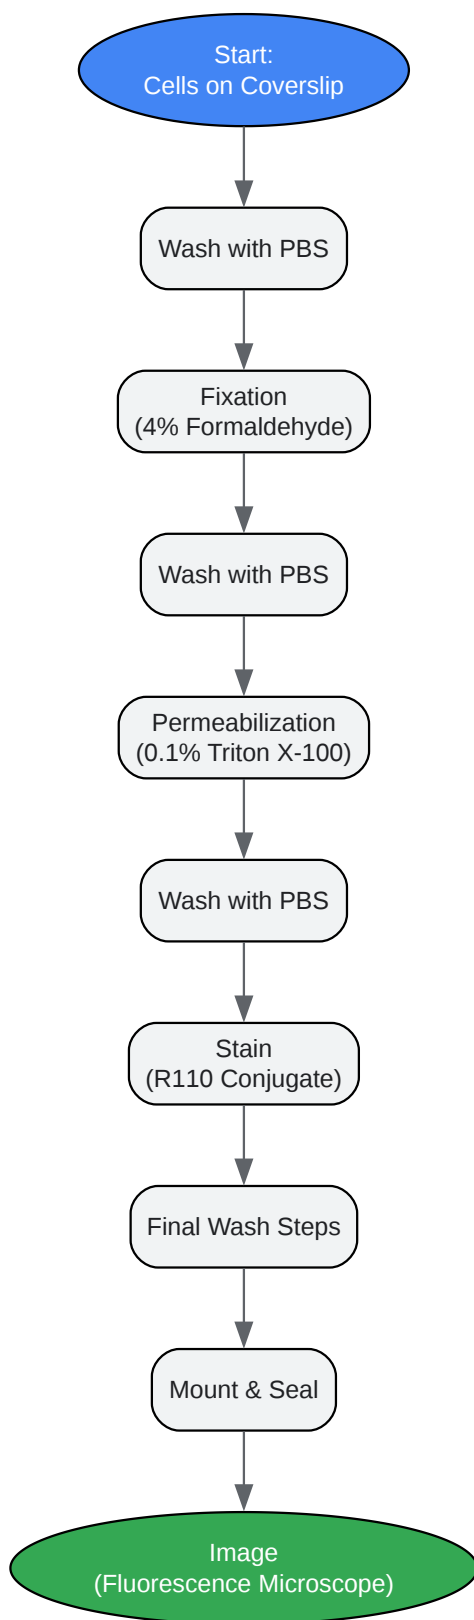 Start:
Cells on Coverslip
Wash with PBS
Fixation
(4% Formaldehyde)
Wash with PBS
Permeabilization
(0.1% Triton X-100)
Wash with PBS
Stain
(R110 Conjugate)
Final Wash Steps
Mount & Seal
Image
(Fluorescence Microscope)